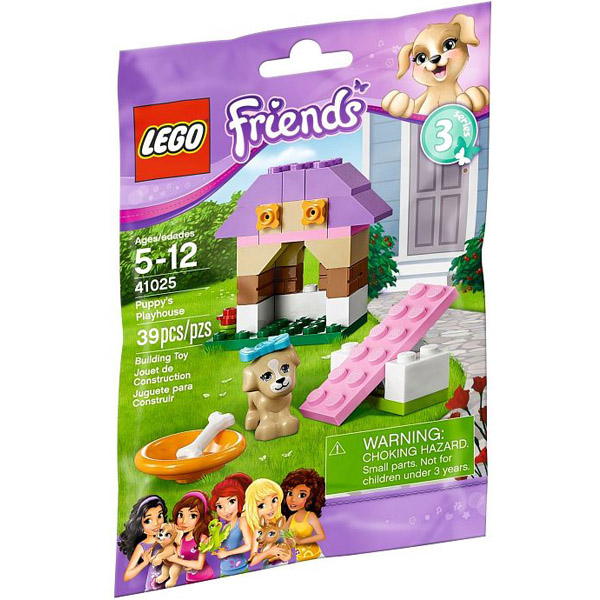 LEGO
Friends
3
series
Ages/edades
5-12
41025
Puppy's
Playhouse
39pcs/pzs
Building Toy
Jouet de
Construction
Juguete para
Construir
WARNING:
CHOKING HAZARD.
Small parts. Not for
children under 3 years.